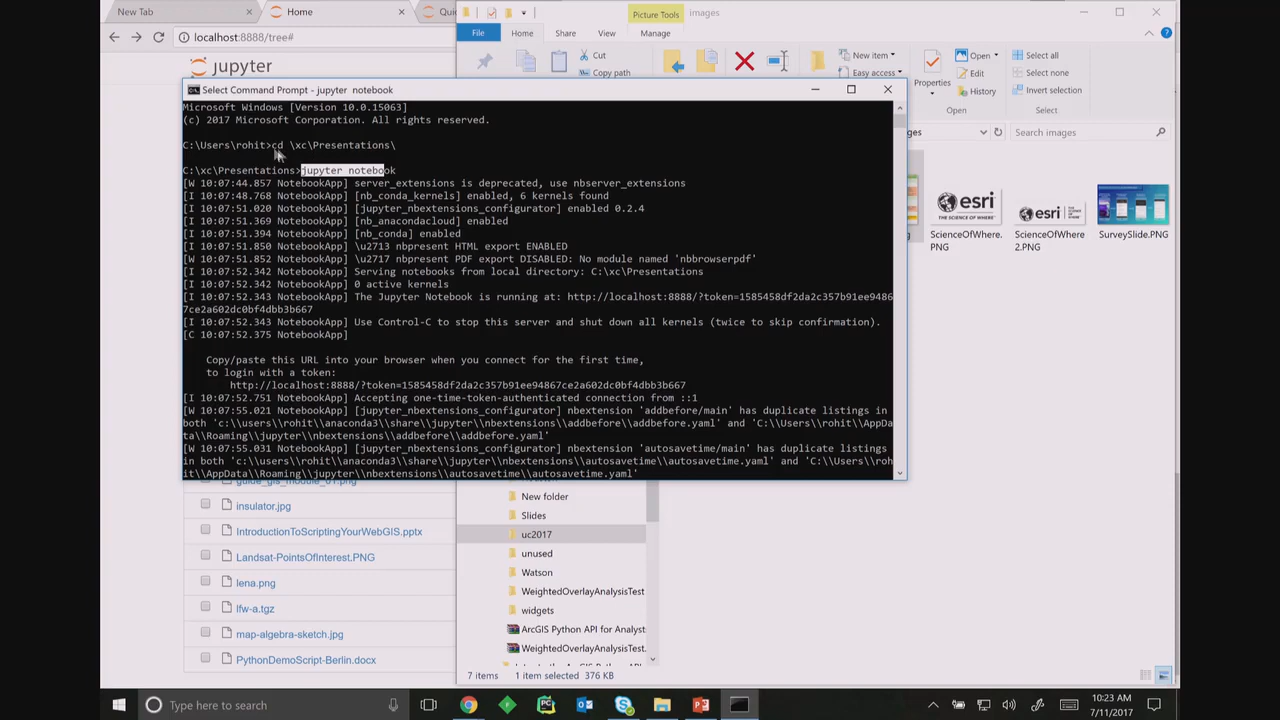 New Tab
Home
Quic
Picture Tools
images
localhost:8888/tree#
File
Home
Share
View
Manage
jupyter
Cut
Copy path
New item
Easy access
Properties
Open
Edit
History
Select all
Select none
Invert selection
Open
Select
Select Command Prompt - jupyter  notebook
ges
Search images
Microsoft Windows [Version 10.0.15063]
(c) 2017 Microsoft Corporation. All rights reserved.
C:\Users\rohit>cd \xc\Presentations\
C:\xc\Presentations>jupyter notebook
[W 10:07:44.857 NotebookApp] server_extensions is deprecated, use nbserver_extensions
[I 10:07:48.768 NotebookApp] [nb_conda_kernels] enabled, 6 kernels found
[I 10:07:51.020 NotebookApp] [jupyter_nbextensions_configurator] enabled 0.2.4
[I 10:07:51.369 NotebookApp] [nb_anacondacloud] enabled
[I 10:07:51.394 NotebookApp] [nb_conda] enabled
[I 10:07:51.850 NotebookApp] \u2713 nbpresent HTML export ENABLED
[W 10:07:51.852 NotebookApp] \u2717 nbpresent PDF export DISABLED: No module named 'nbbrowserpdf'
[I 10:07:52.342 NotebookApp] Serving notebooks from local directory: C:\xc\Presentations
[I 10:07:52.342 NotebookApp] 0 active kernels
[I 10:07:52.343 NotebookApp] The Jupyter Notebook is running at: http://localhost:8888/?token=1585458df2da2c357b91ee9486
7ce2a602dc0bf4dbb3b667
[I 10:07:52.343 NotebookApp] Use Control-C to stop this server and shut down all kernels (twice to skip confirmation).
[C 10:07:52.375 NotebookApp]
Copy/paste this URL into your browser when you connect for the first time,
to login with a token:
http://localhost:8888/?token=1585458df2da2c357b91ee94867ce2a602dc0bf4dbb3b667
[I 10:07:52.751 NotebookApp] Accepting one-time-token-authenticated connection from ::1
[W 10:07:55.021 NotebookApp] [jupyter_nbextensions_configurator] nbextension 'addbefore/main' has duplicate listings in
both 'c:\\users\\rohit\\anaconda3\\share\\jupyter\\nbextensions\\addbefore\\addbefore.yaml' and 'C:\\Users\\rohit\\AppDa
ta\\Roaming\\jupyter\\nbextensions\\addbefore\\addbefore.yaml'
[W 10:07:55.031 NotebookApp] [jupyter_nbextensions_configurator] nbextension 'autosavetime/main' has duplicate listings
in both 'c:\\users\\rohit\\anaconda3\\share\\jupyter\\nbextensions\\autosavetime\\autosavetime.yaml' and 'C:\\Users\\roh
it\\AppData\\Roaming\\jupyter\\nbextensions\\autosavetime\\autosavetime.yaml'
esri
THE SCIENCE OF WHERE
esri
ScienceOfWhere.
PNG
ScienceOfWhere
2.PNG
SurveySlide.PNG
guide_gis_module_01.png
insulator.jpg
IntroductionToScriptingYourWebGIS.pptx
Landsat-PointsOfInterest.PNG
lena.png
lfw-a.tgz
map-algebra-sketch.jpg
PythonDemoScript-Berlin.docx
New folder
Slides
uc2017
unused
Watson
WeightedOverlayAnalysisTest
widgets
ArcGIS Python API for Analyst
WeightedOverlayAnalysisTest.
7 items
1 item selected  376 KB
Type here to search
10:23 AM
7/11/2017